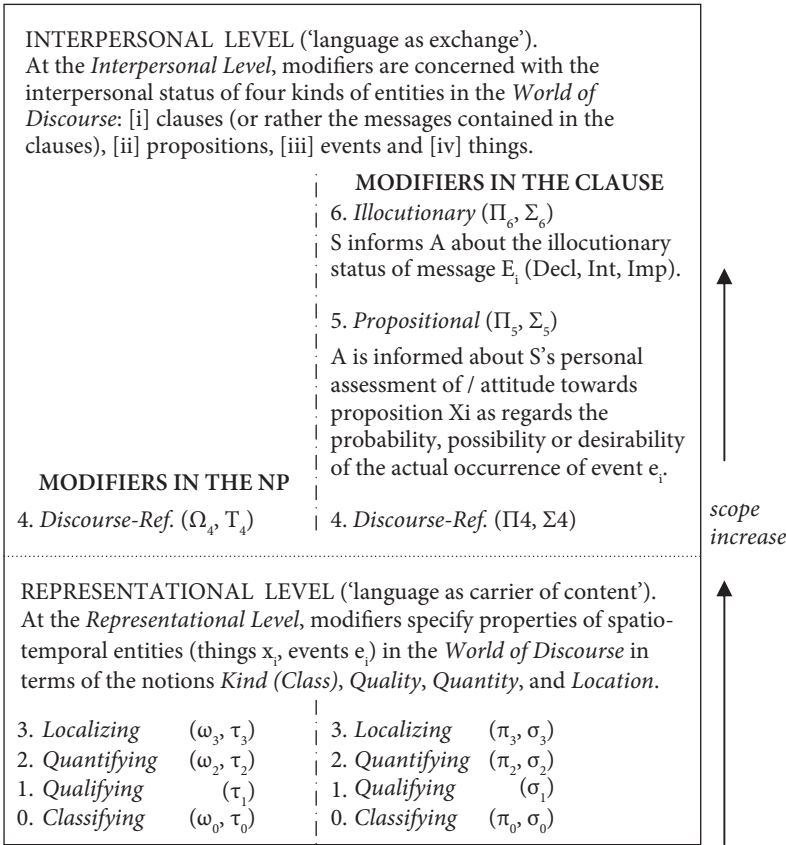 INTERPERSONAL LEVEL (‘language as exchange’).
At the Interpersonal Level, modifiers are concerned with the
interpersonal status of four kinds of entities in the World of
Discourse: [i] clauses (or rather the messages contained in the
clauses), [ii] propositions, [iii] events and [iv] things.
MODIFIERS IN THE CLAUSE
6. Illocutionary (Π₆, Σ₆)
S informs A about the illocutionary
status of message Eᵢ (Decl, Int, Imp).
5. Propositional (Π₅, Σ₅)
A is informed about S’s personal
assessment of / attitude towards
proposition Xi as regards the
probability, possibility or desirability
of the actual occurrence of event eᵢ.
MODIFIERS IN THE NP
4. Discourse-Ref. (Ω₄, T₄)
4. Discourse-Ref. (Π4, Σ4)
scope
increase
REPRESENTATIONAL LEVEL (‘language as carrier of content’).
At the Representational Level, modifiers specify properties of spatio-
temporal entities (things xᵢ, events eᵢ) in the World of Discourse in
terms of the notions Kind (Class), Quality, Quantity, and Location.
3. Localizing (ω₃, τ₃)
2. Quantifying (ω₂, τ₂)
1. Qualifying (τ₁)
0. Classifying (ω₀, τ₀)
3. Localizing (π₃, σ₃)
2. Quantifying (π₂, σ₂)
1. Qualifying (σ₁)
0. Classifying (π₀, σ₀)